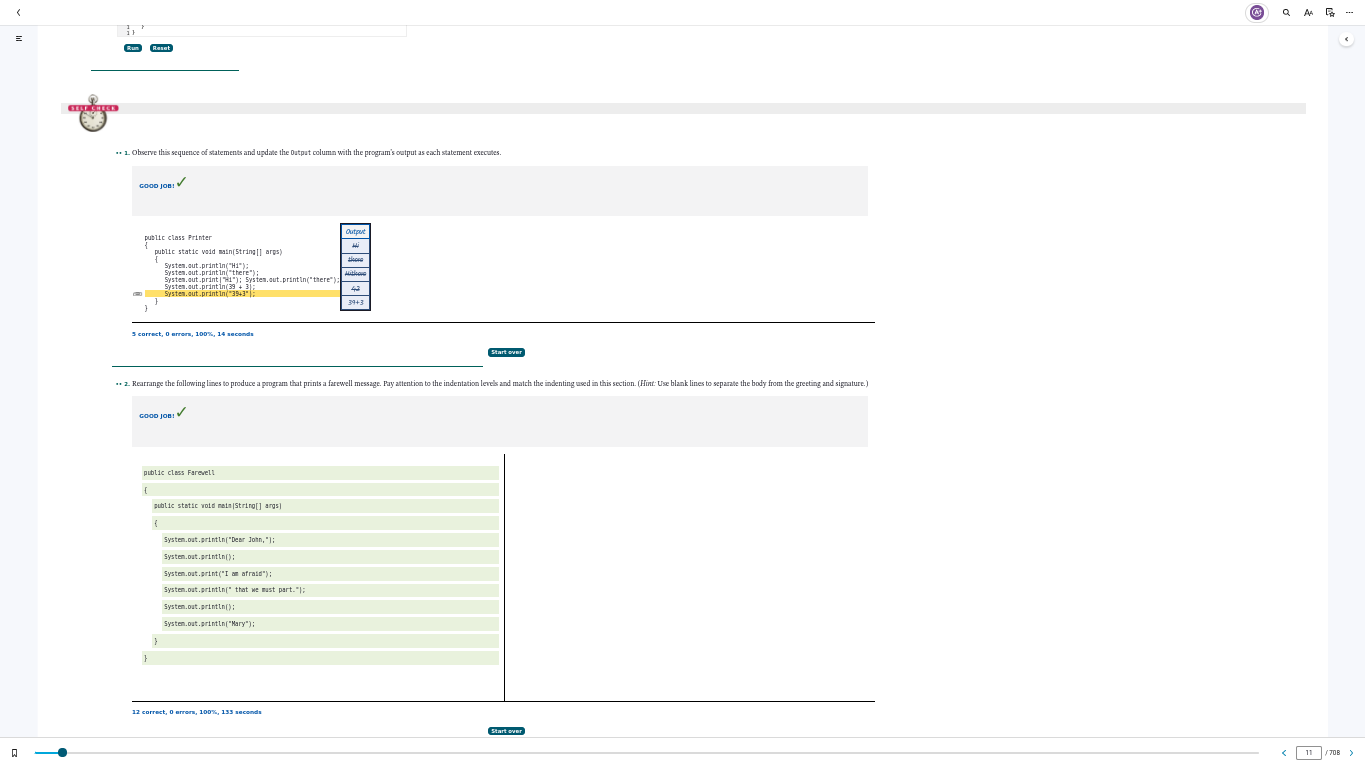 1 }
1 }
Run Reset
SELF CHECK
•• 1. Observe this sequence of statements and update the Output column with the program's output as each statement executes.
GOOD JOB! ✓
public class Printer
{
public static void main(String[] args)
{
System.out.println("Hi");
System.out.println("there");
System.out.print("Hi"); System.out.println("there");
System.out.println(39 + 3);
System.out.println("39+3");
}
}
Output
Hi
there
Hithere
42
39+3
5 correct, 0 errors, 100%, 14 seconds
Start over
•• 2. Rearrange the following lines to produce a program that prints a farewell message. Pay attention to the indentation levels and match the indenting used in this section. (Hint: Use blank lines to separate the body from the greeting and signature.)
GOOD JOB! ✓
public class Farewell
{
public static void main(String[] args)
{
System.out.println("Dear John,");
System.out.println();
System.out.print("I am afraid");
System.out.println(" that we must part.");
System.out.println();
System.out.println("Mary");
}
}
12 correct, 0 errors, 100%, 133 seconds
Start over
11 / 708